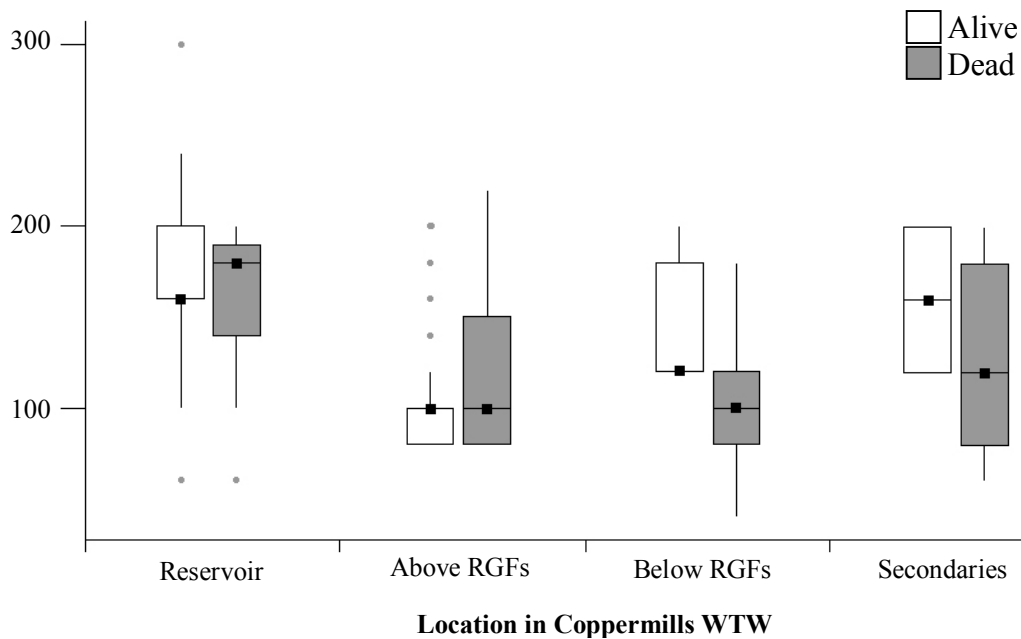 300
200
100
Alive
Dead
Reservoir
Above RGFs
Below RGFs
Secondaries
Location in Coppermills WTW